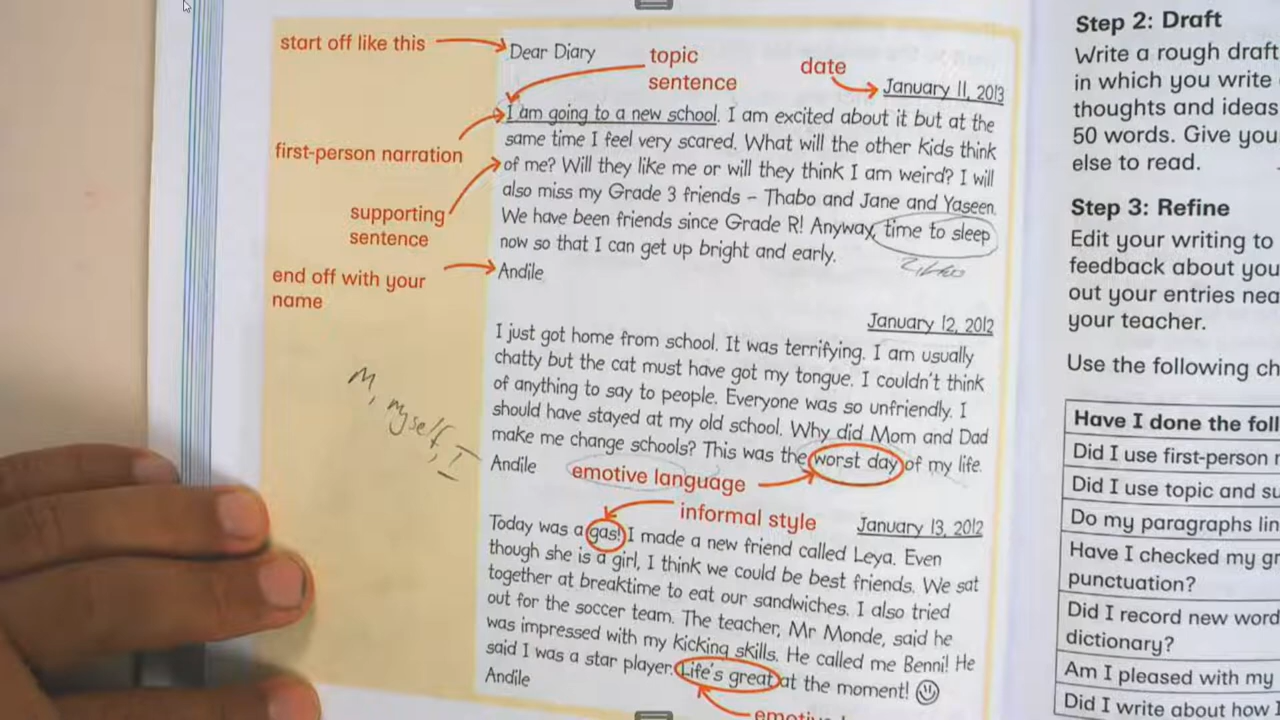 start off like this
Dear Diary
topic
sentence
date
January 11, 2013
I am going to a new school. I am excited about it but at the
first-person narration
same time I feel very scared. What will the other kids think
of me? Will they like me or will they think I am weird? I will
also miss my Grade 3 friends – Thabo and Jane and Yaseen.
supporting
sentence
We have been friends since Grade R! Anyway, time to sleep
now so that I can get up bright and early.
end off with your
name
Andile
January 12, 2012
I just got home from school. It was terrifying. I am usually
chatty but the cat must have got my tongue. I couldn't think
of anything to say to people. Everyone was so unfriendly. I
should have stayed at my old school. Why did Mom and Dad
make me change schools? This was the worst day of my life.
M, myself, I
Andile
emotive language
informal style
January 13, 2012
Today was a gas! I made a new friend called Leya. Even
though she is a girl, I think we could be best friends. We sat
together at breaktime to eat our sandwiches. I also tried
out for the soccer team. The teacher, Mr Monde, said he
was impressed with my kicking skills. He called me Benni! He
said I was a star player. Life's great at the moment!
Andile
Step 2: Draft
Write a rough draft
in which you write
thoughts and ideas
50 words. Give you
else to read.
Step 3: Refine
Edit your writing to
feedback about you
out your entries nea
your teacher.
Use the following ch
Have I done the foll
Did I use first-person
Did I use topic and su
Do my paragraphs lin
Have I checked my gr
punctuation?
Did I record new word
dictionary?
Am I pleased with my
Did I write about how I